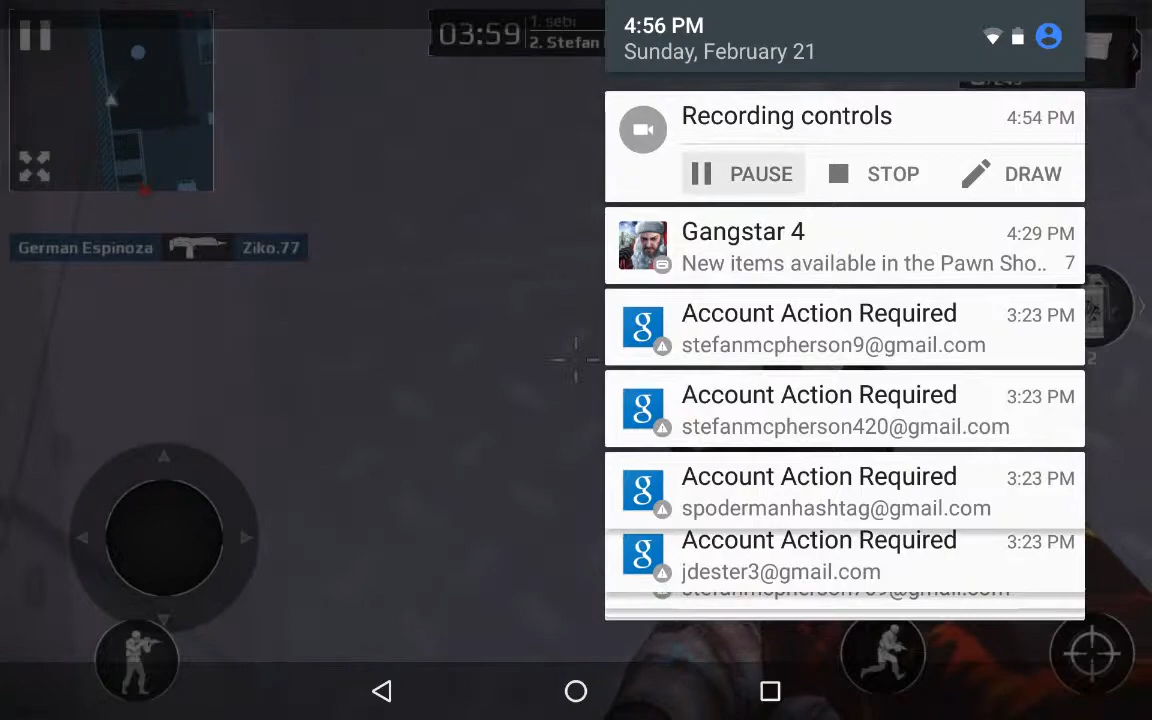 03:59
1. sebi
2. Stefan
German Espinoza
Ziko.77
4:56 PM
Sunday, February 21
Recording controls
4:54 PM
PAUSE
STOP
DRAW
Gangstar 4
4:29 PM
New items available in the Pawn Sho..
7
Account Action Required
3:23 PM
stefanmcpherson9@gmail.com
Account Action Required
3:23 PM
stefanmcpherson420@gmail.com
Account Action Required
3:23 PM
spodermanhashtag@gmail.com
Account Action Required
3:23 PM
jdester3@gmail.com
2